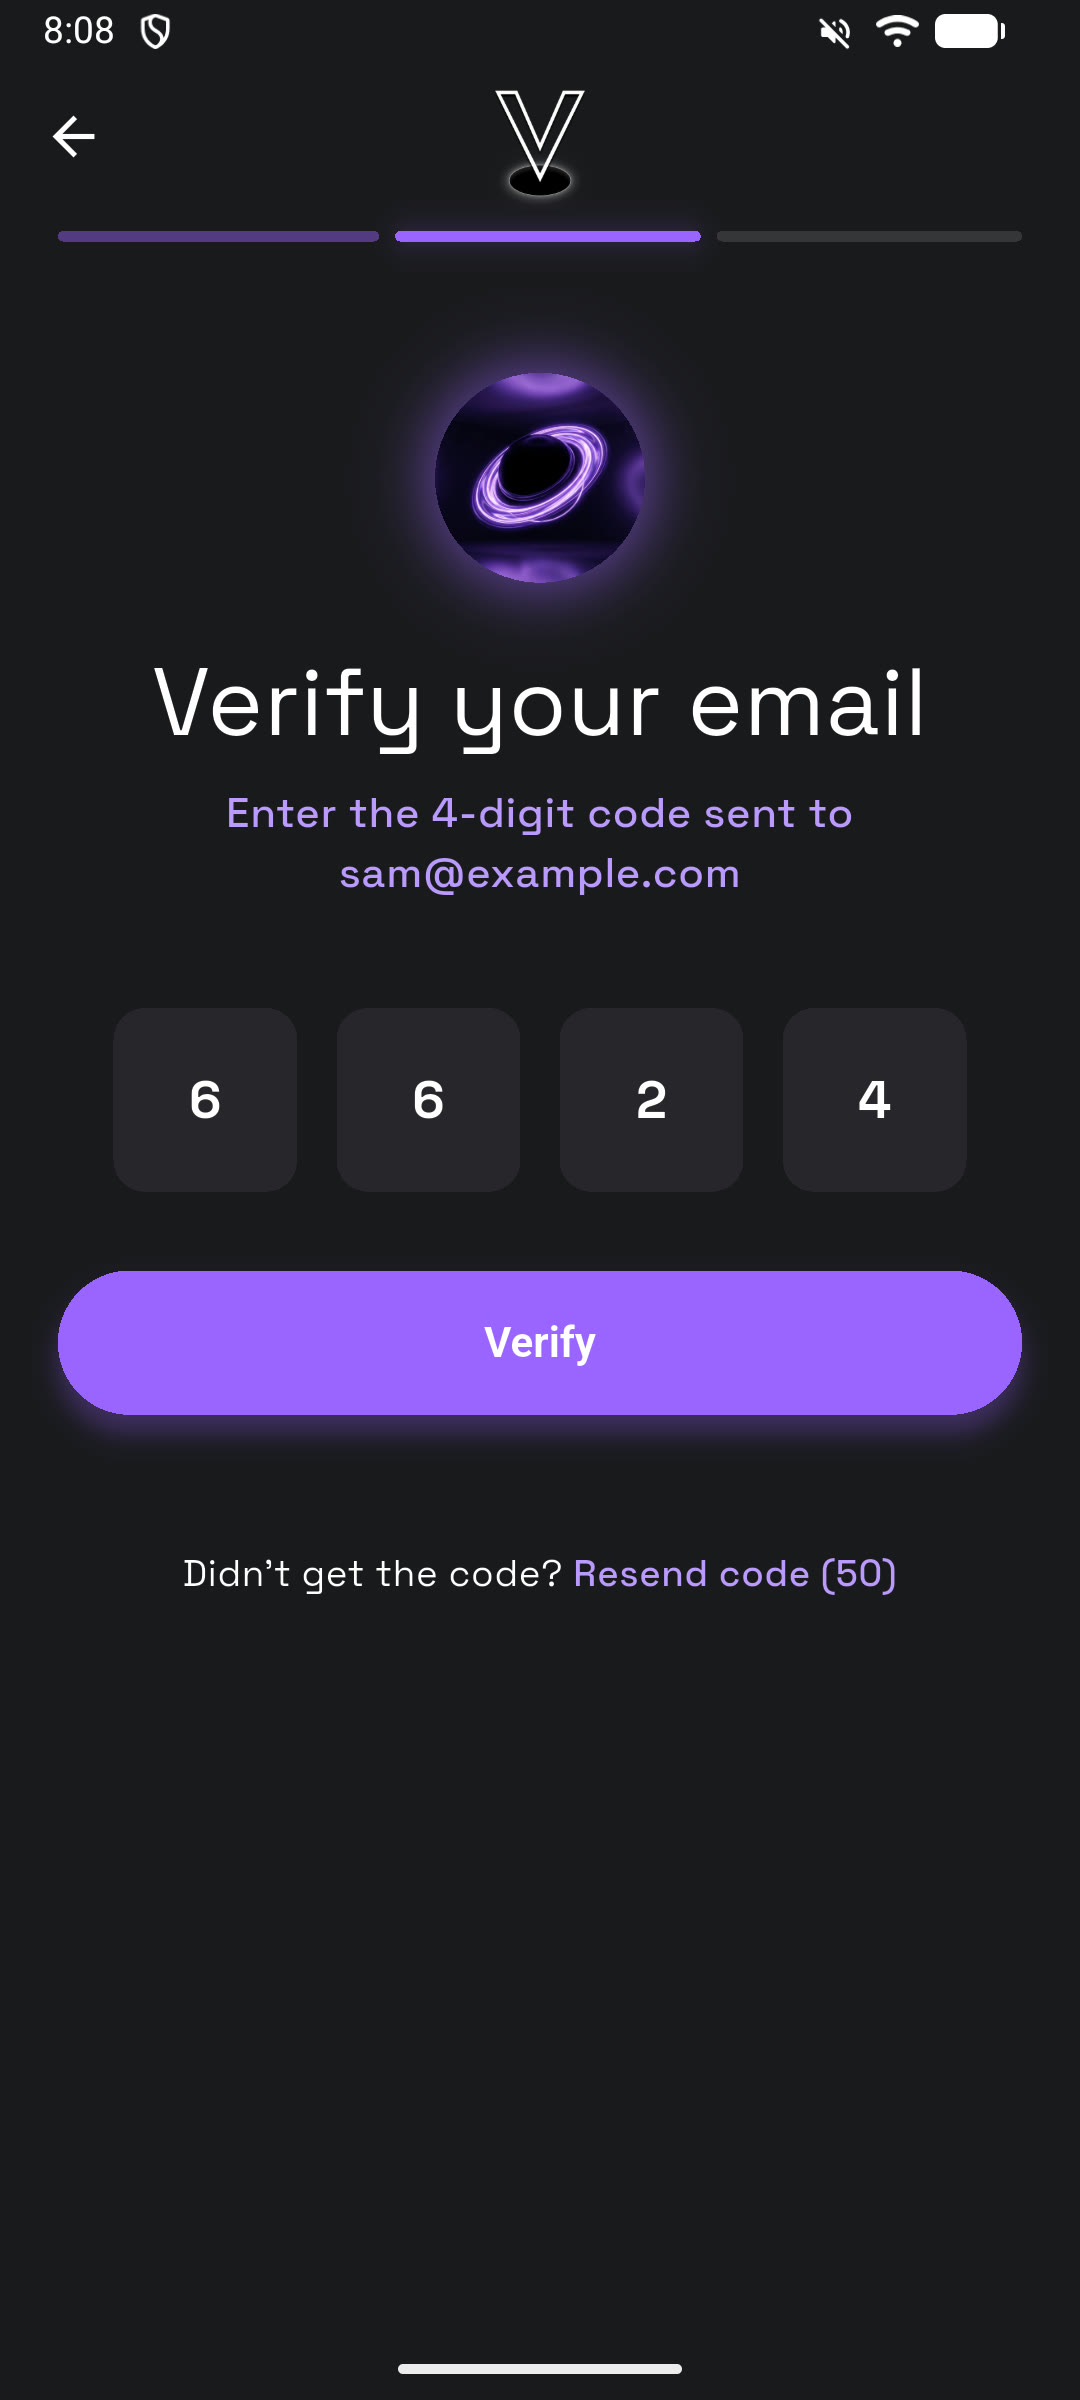 8:08
V
Verify your email
Enter the 4-digit code sent to
sam@example.com
6 6 2 4
Verify
Didn't get the code? Resend code (50)